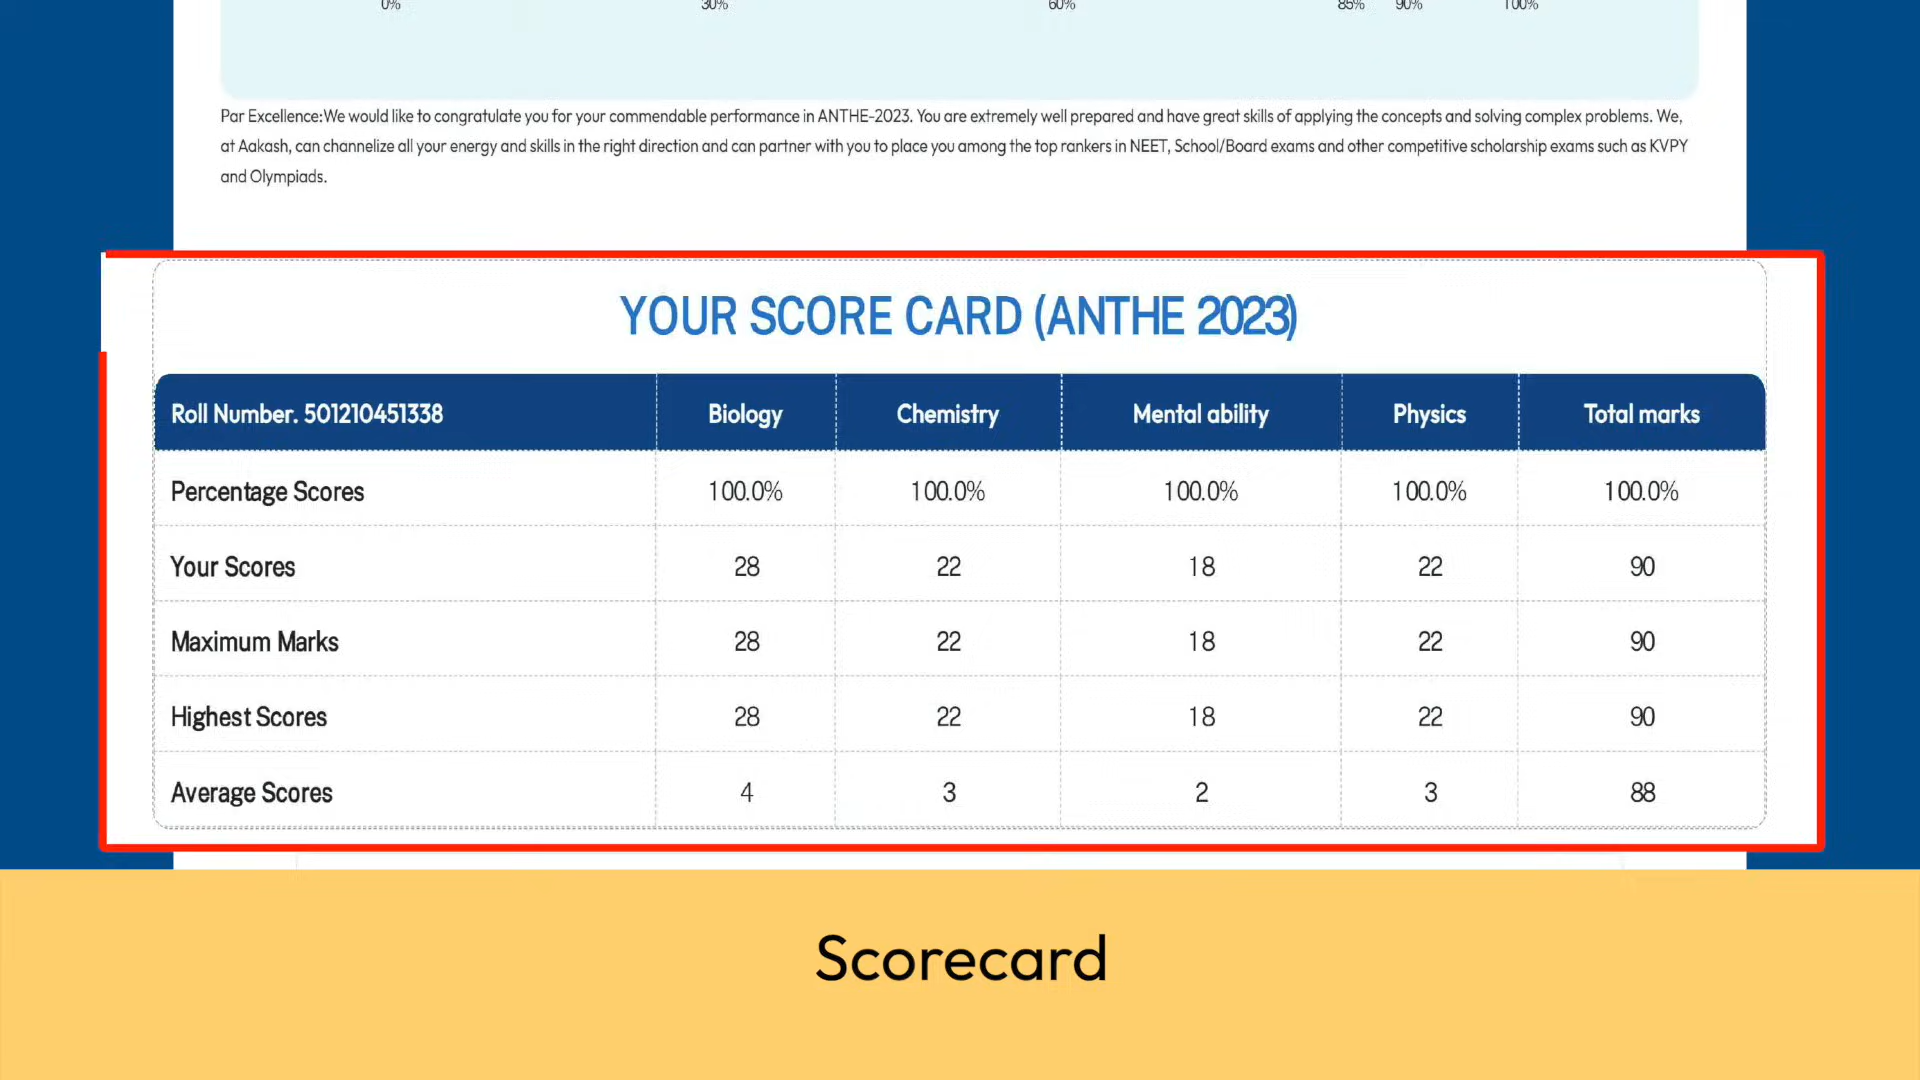 0% 30% 60% 85% 90% 100%
Par Excellence:We would like to congratulate you for your commendable performance in ANTHE-2023. You are extremely well prepared and have great skills of applying the concepts and solving complex problems. We,
at Aakash, can channelize all your energy and skills in the right direction and can partner with you to place you among the top rankers in NEET, School/Board exams and other competitive scholarship exams such as KVPY
and Olympiads.
YOUR SCORE CARD (ANTHE 2023)
Roll Number. 501210451338 Biology Chemistry Mental ability Physics Total marks
Percentage Scores 100.0% 100.0% 100.0% 100.0% 100.0%
Your Scores 28 22 18 22 90
Maximum Marks 28 22 18 22 90
Highest Scores 28 22 18 22 90
Average Scores 4 3 2 3 88
Scorecard